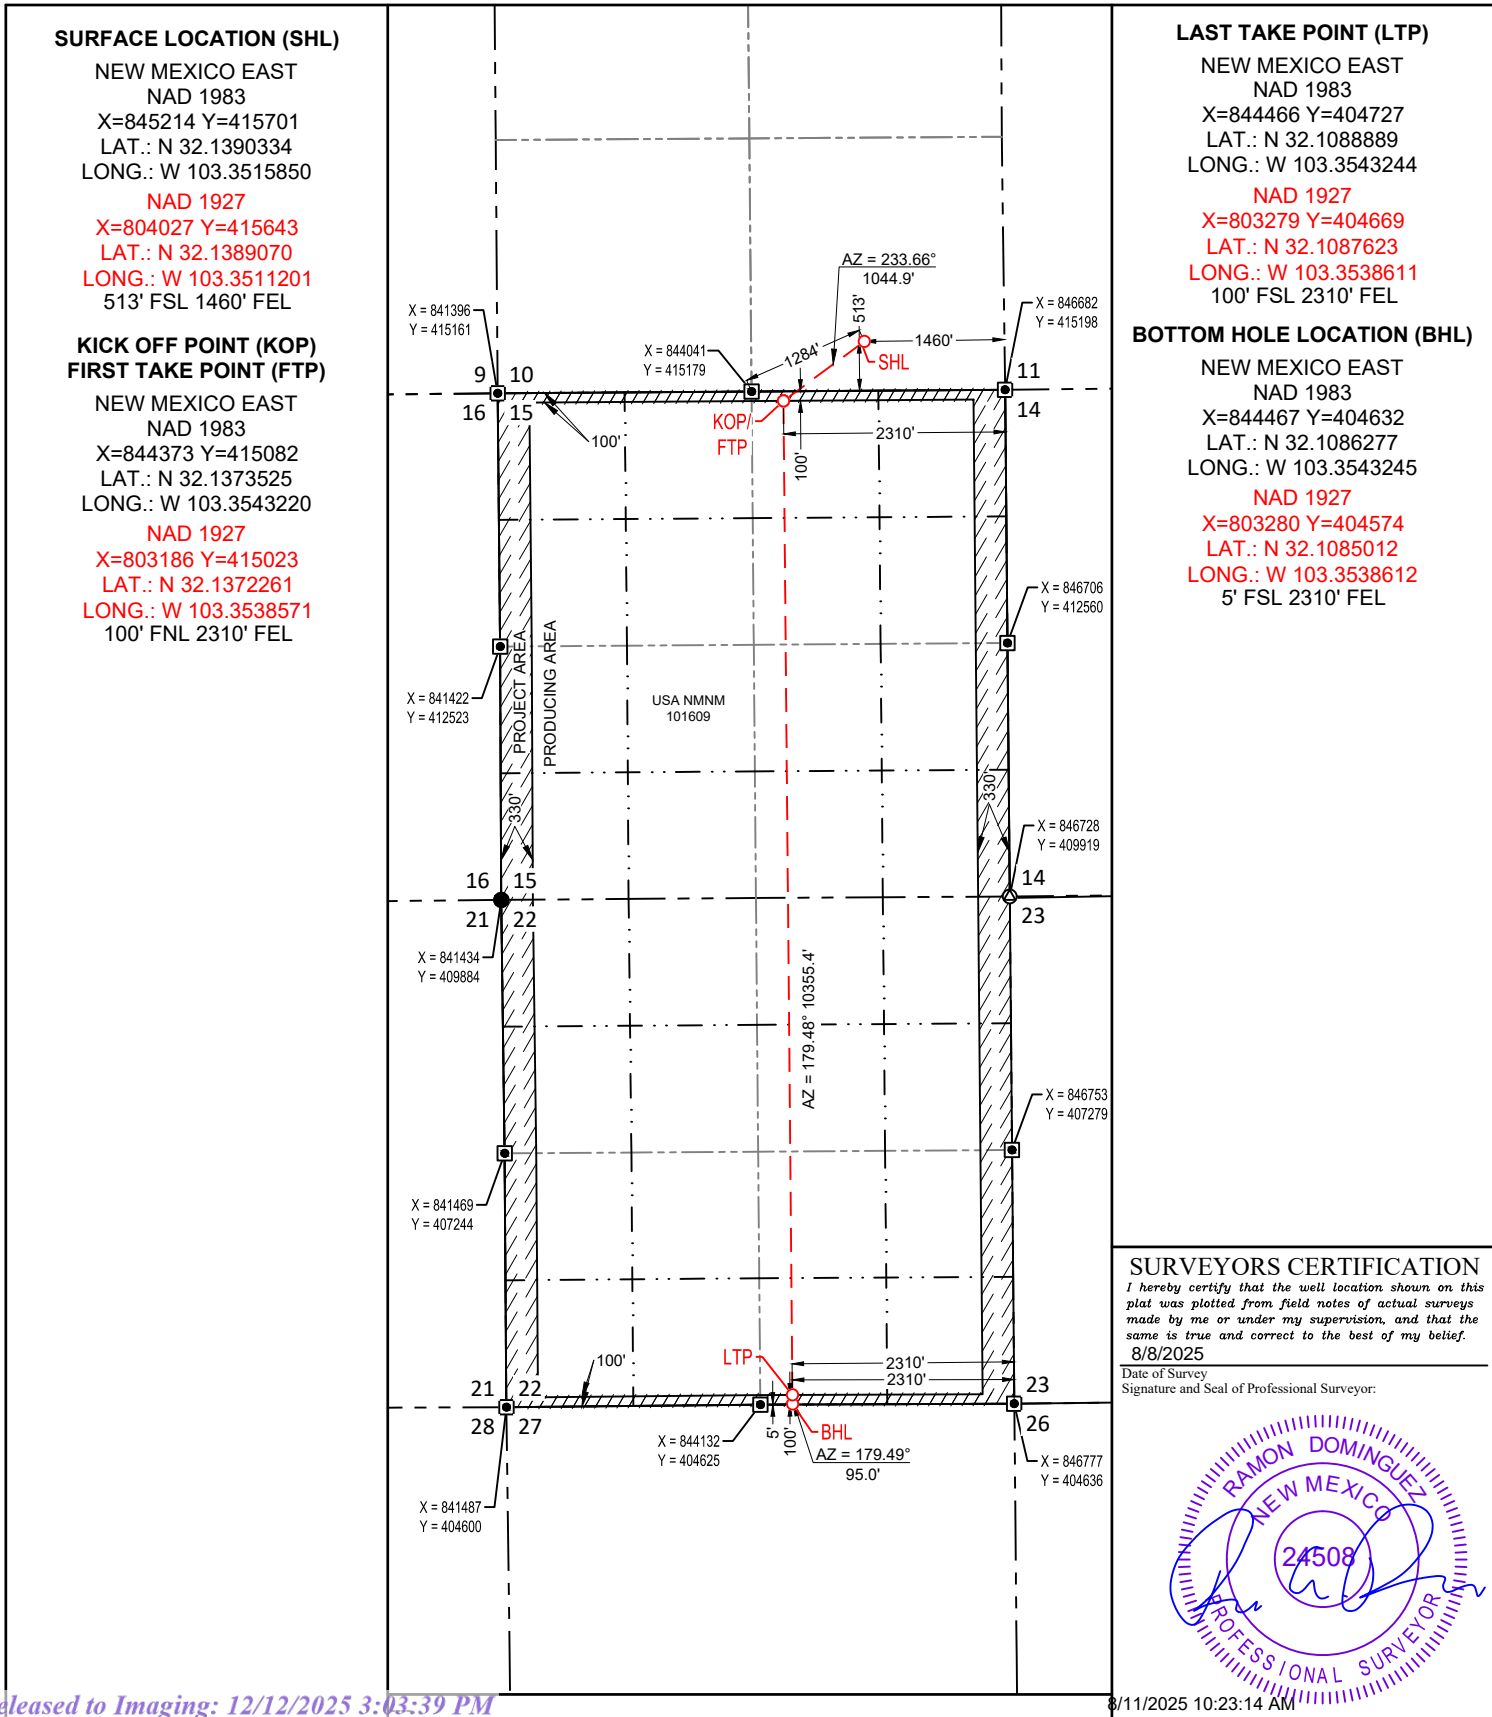 SURFACE LOCATION (SHL)
NEW MEXICO EAST
NAD 1983
X=845214 Y=415701
LAT.: N 32.1390334
LONG.: W 103.3515850
NAD 1927
X=804027 Y=415643
LAT.: N 32.1389070
LONG.: W 103.3511201
513' FSL 1460' FEL
KICK OFF POINT (KOP)
FIRST TAKE POINT (FTP)
NEW MEXICO EAST
NAD 1983
X=844373 Y=415082
LAT.: N 32.1373525
LONG.: W 103.3543220
NAD 1927
X=803186 Y=415023
LAT.: N 32.1372261
LONG.: W 103.3538571
100' FNL 2310' FEL
AZ = 233.66°
1044.9'
X = 841396
Y = 415161
X = 844041
Y = 415179
1284'
513'
1460'
SHL
X = 846682
Y = 415198
9 10
16 15
11
14
KOP/
FTP
100'
100'
2310'
X = 846706
Y = 412560
PROJECT AREA
PRODUCING AREA
USA NMNM
101609
X = 841422
Y = 412523
330'
330'
X = 846728
Y = 409919
16 15
21 22
14
23
X = 841434
Y = 409884
AZ = 179.48° 10355.4'
X = 846753
Y = 407279
X = 841469
Y = 407244
100'
LTP
2310'
2310'
21 22
28 27
23
26
X = 844132
Y = 404625
5'
100'
BHL
AZ = 179.49°
95.0'
X = 846777
Y = 404636
X = 841487
Y = 404600
LAST TAKE POINT (LTP)
NEW MEXICO EAST
NAD 1983
X=844466 Y=404727
LAT.: N 32.1088889
LONG.: W 103.3543244
NAD 1927
X=803279 Y=404669
LAT.: N 32.1087623
LONG.: W 103.3538611
100' FSL 2310' FEL
BOTTOM HOLE LOCATION (BHL)
NEW MEXICO EAST
NAD 1983
X=844467 Y=404632
LAT.: N 32.1086277
LONG.: W 103.3543245
NAD 1927
X=803280 Y=404574
LAT.: N 32.1085012
LONG.: W 103.3538612
5' FSL 2310' FEL
SURVEYORS CERTIFICATION
I hereby certify that the well location shown on this
plat was plotted from field notes of actual surveys
made by me or under my supervision, and that the
same is true and correct to the best of my belief.
8/8/2025
Date of Survey
Signature and Seal of Professional Surveyor:
RAMON DOMINGUEZ
NEW MEXICO
24508
PROFESSIONAL SURVEYOR
eleased to Imaging: 12/12/2025 3:03:39 PM
8/11/2025 10:23:14 AM